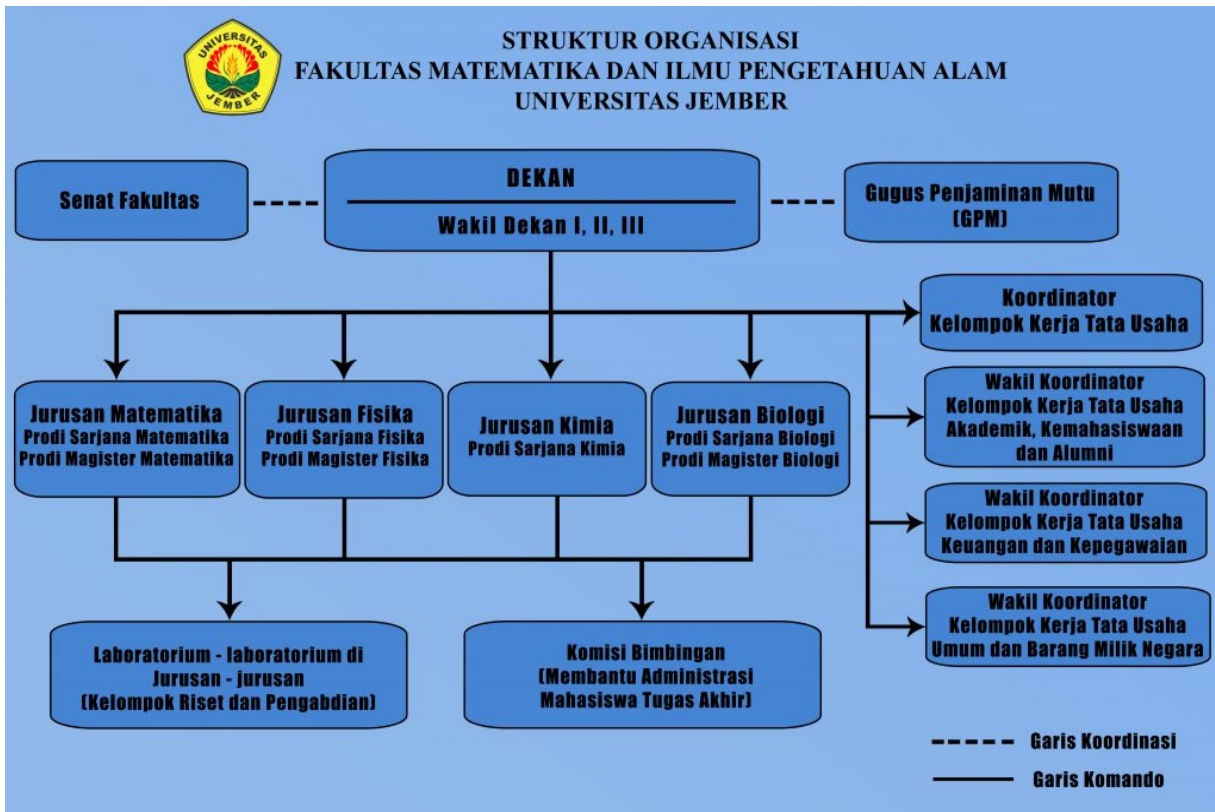 UNIVERSITAS
JEMBER
STRUKTUR ORGANISASI
FAKULTAS MATEMATIKA DAN ILMU PENGETAHUAN ALAM
UNIVERSITAS JEMBER
Senat Fakultas
DEKAN
Wakil Dekan I, II, III
Gugus Penjaminan Mutu
(GPM)
Koordinator
Kelompok Kerja Tata Usaha
Jurusan Matematika
Prodi Sarjana Matematika
Prodi Magister Matematika
Jurusan Fisika
Prodi Sarjana Fisika
Prodi Magister Fisika
Jurusan Kimia
Prodi Sarjana Kimia
Jurusan Biologi
Prodi Sarjana Biologi
Prodi Magister Biologi
Wakil Koordinator
Kelompok Kerja Tata Usaha
Akademik, Kemahasiswaan
dan Alumni
Wakil Koordinator
Kelompok Kerja Tata Usaha
Keuangan dan Kepegawaian
Wakil Koordinator
Kelompok Kerja Tata Usaha
Umum dan Barang Milik Negara
Laboratorium - laboratorium di
Jurusan - jurusan
(Kelompok Riset dan Pengabdian)
Komisi Bimbingan
(Membantu Administrasi
Mahasiswa Tugas Akhir)
Garis Koordinasi
Garis Komando